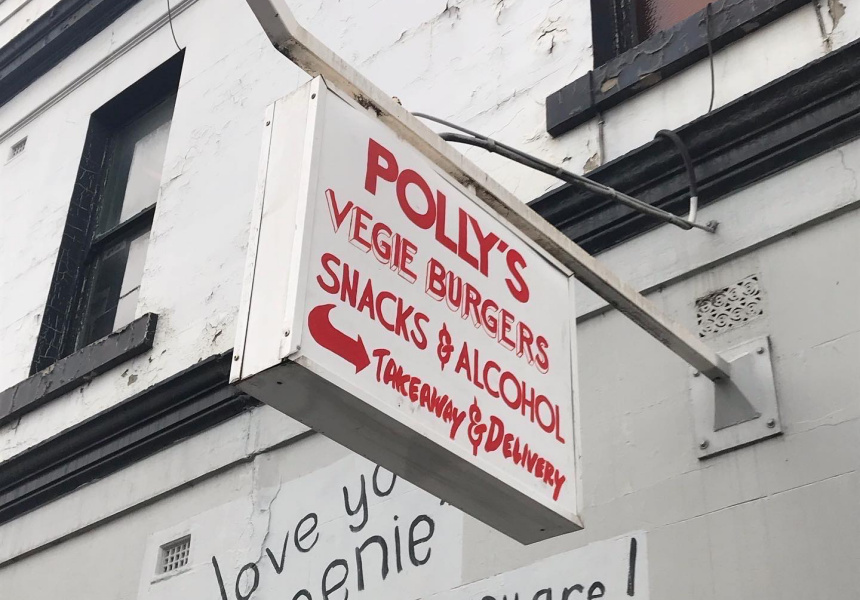 POLLY'S
VEGIE BURGERS
SNACKS & ALCOHOL
TAKEAWAY & DELIVERY
love